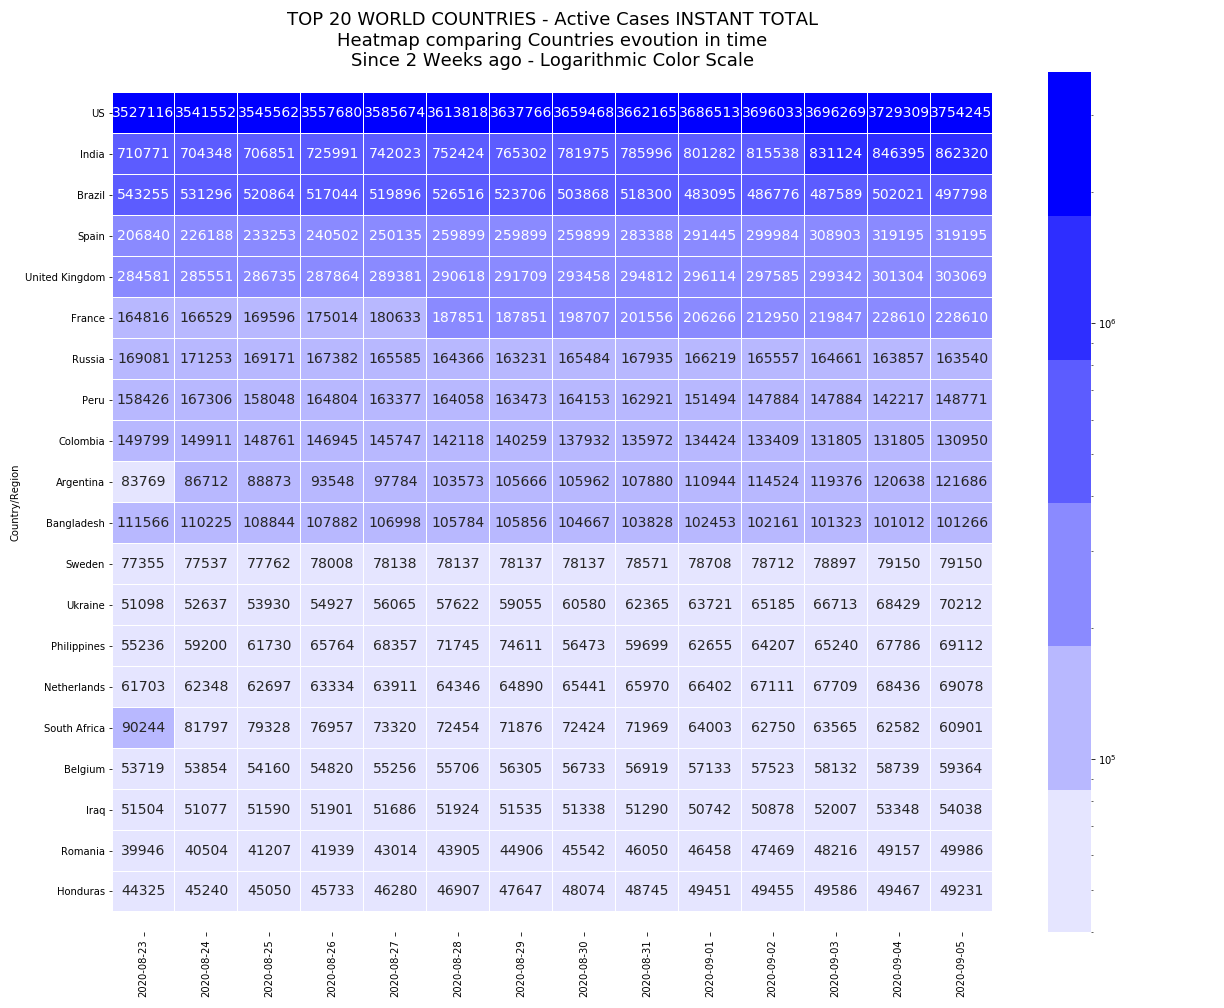 TOP 20 WORLD COUNTRIES - Active Cases INSTANT TOTAL
Heatmap comparing Countries evoution in time
Since 2 Weeks ago - Logarithmic Color Scale
US 3527116 3541552 3545562 3557680 3585674 3613818 3637766 3659468 3662165 3686513 3696033 3696269 3729309 3754245
India 710771 704348 706851 725991 742023 752424 765302 781975 785996 801282 815538 831124 846395 862320
Brazil 543255 531296 520864 517044 519896 526516 523706 503868 518300 483095 486776 487589 502021 497798
Spain 206840 226188 233253 240502 250135 259899 259899 259899 283388 291445 299984 308903 319195 319195
United Kingdom 284581 285551 286735 287864 289381 290618 291709 293458 294812 296114 297585 299342 301304 303069
France 164816 166529 169596 175014 180633 187851 187851 198707 201556 206266 212950 219847 228610 228610
Russia 169081 171253 169171 167382 165585 164366 163231 165484 167935 166219 165557 164661 163857 163540
Peru 158426 167306 158048 164804 163377 164058 163473 164153 162921 151494 147884 147884 142217 148771
Colombia 149799 149911 148761 146945 145747 142118 140259 137932 135972 134424 133409 131805 131805 130950
Argentina 83769 86712 88873 93548 97784 103573 105666 105962 107880 110944 114524 119376 120638 121686
Bangladesh 111566 110225 108844 107882 106998 105784 105856 104667 103828 102453 102161 101323 101012 101266
Sweden 77355 77537 77762 78008 78138 78137 78137 78137 78571 78708 78712 78897 79150 79150
Ukraine 51098 52637 53930 54927 56065 57622 59055 60580 62365 63721 65185 66713 68429 70212
Philippines 55236 59200 61730 65764 68357 71745 74611 56473 59699 62655 64207 65240 67786 69112
Netherlands 61703 62348 62697 63334 63911 64346 64890 65441 65970 66402 67111 67709 68436 69078
South Africa 90244 81797 79328 76957 73320 72454 71876 72424 71969 64003 62750 63565 62582 60901
Belgium 53719 53854 54160 54820 55256 55706 56305 56733 56919 57133 57523 58132 58739 59364
Iraq 51504 51077 51590 51901 51686 51924 51535 51338 51290 50742 50878 52007 53348 54038
Romania 39946 40504 41207 41939 43014 43905 44906 45542 46050 46458 47469 48216 49157 49986
Honduras 44325 45240 45050 45733 46280 46907 47647 48074 48745 49451 49455 49586 49467 49231
Country/Region
2020-08-23 2020-08-24 2020-08-25 2020-08-26 2020-08-27 2020-08-28 2020-08-29 2020-08-30 2020-08-31 2020-09-01 2020-09-02 2020-09-03 2020-09-04 2020-09-05
10⁶
10⁵